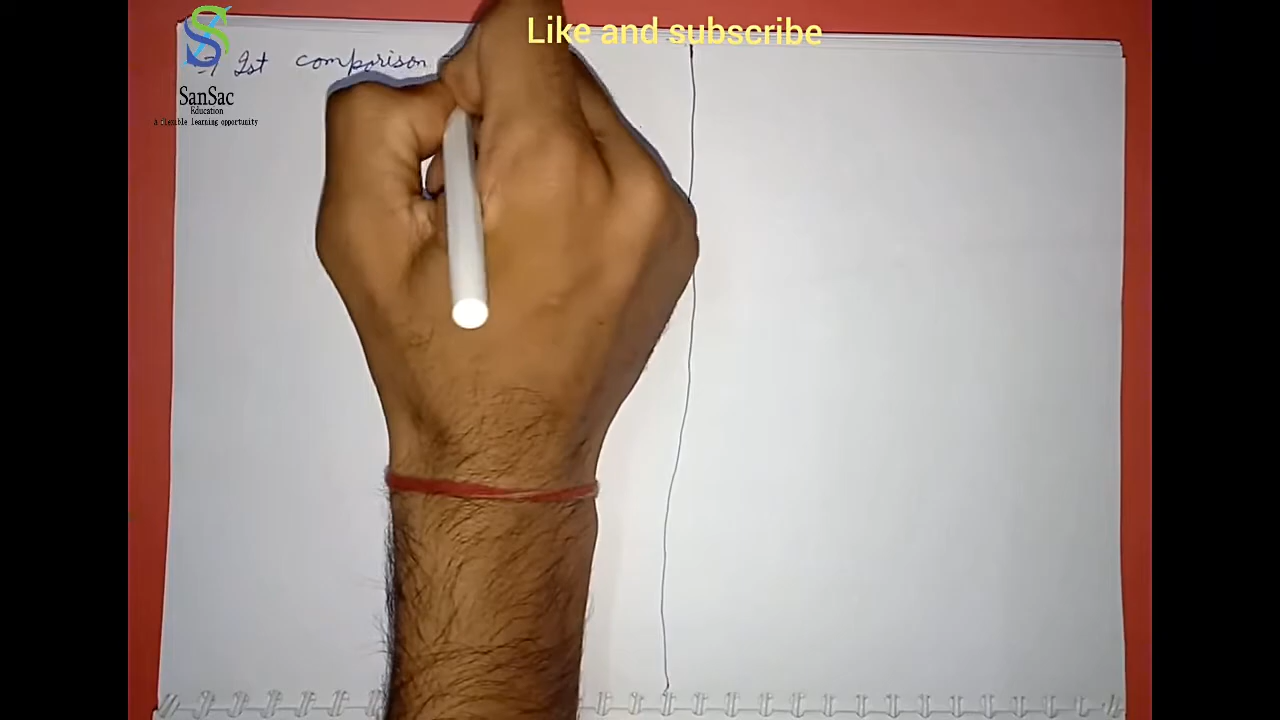 Like and subscribe
1st comparison
SanSac
Education
A flexible learning opportunity